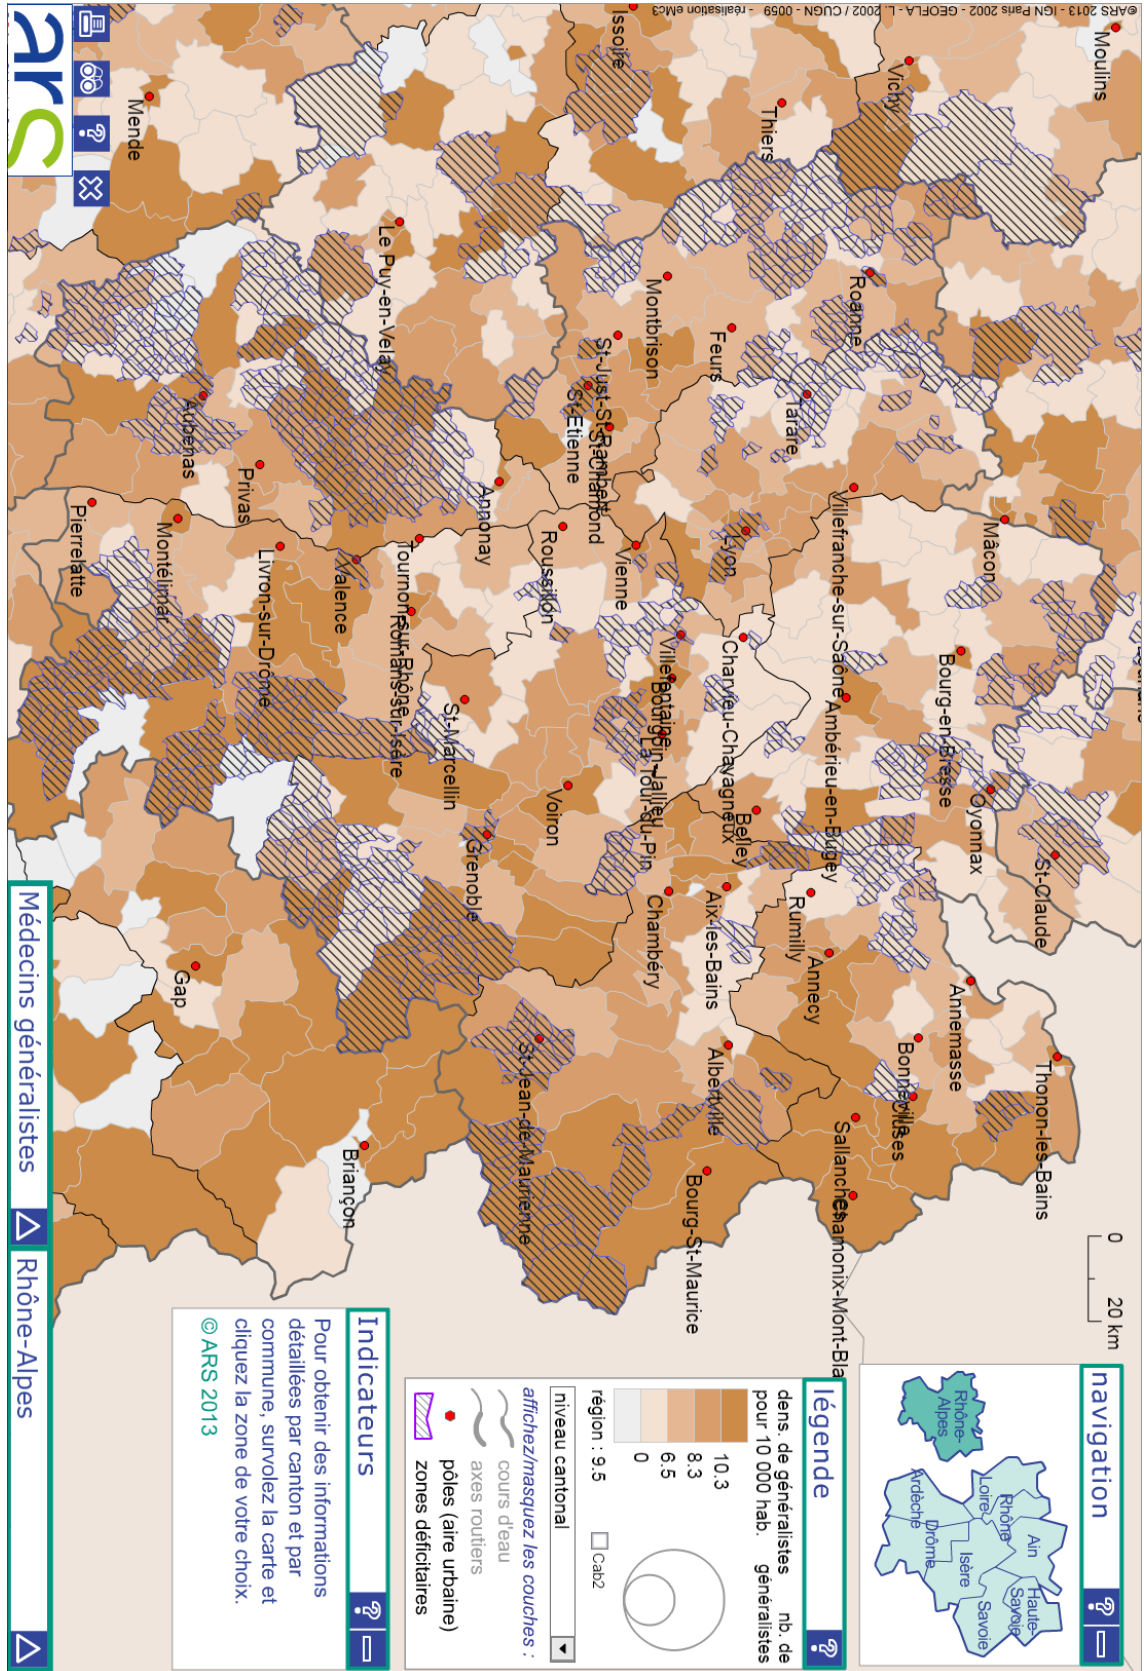 Médecins généralistes
Rhône-Alpes
ars
©ARS 2013 - IGN Paris 2002 - GEOFLA - L. 2002 / CUGN - 0059 - réalisation eMc3
Moulins
Vichy
Thiers
Issoire
Mende
Le Puy-en-Velay
Roanne
Montbrison
Feurs
Tarare
St-Just-St-Rambert
St-Etienne
St-Chamond
Aubenas
Privas
Annonay
Mâcon
Villefranche-sur-Saône
Lyon
Vienne
Roussillon
Tournon-sur-Rhône
Romans-sur-Isère
Valence
Livron-sur-Drôme
Montélimar
Pierrelatte
Bourg-en-Bresse
Ambérieu-en-Bugey
Charvieu-Chavagneux
Villefontaine
Bourgoin-Jallieu
La Tour-du-Pin
St-Marcellin
Voiron
Grenoble
Oyonnax
St-Claude
Belley
Rumilly
Aix-les-Bains
Chambéry
Annecy
Annemasse
Thonon-les-Bains
Bonneville
Cluses
Sallanches
Chamonix-Mont-Bla
Albertville
Bourg-St-Maurice
St-Jean-de-Maurienne
Gap
Briançon
0 20 km
navigation
Rhône-
Alpes
Ain
Haute-
Savoie
Rhône
Loire
Isère
Savoie
Ardèche
Drôme
légende
dens. de généralistes
pour 10 000 hab.
nb. de
généralistes
10.3
8.3
6.5
0
région : 9.5
Cab2
niveau cantonal
affichez/masquez les couches :
cours d'eau
axes routiers
pôles (aire urbaine)
zones déficitaires
Indicateurs
Pour obtenir des informations
détaillées par canton et par
commune, survolez la carte et
cliquez la zone de votre choix.
© ARS 2013